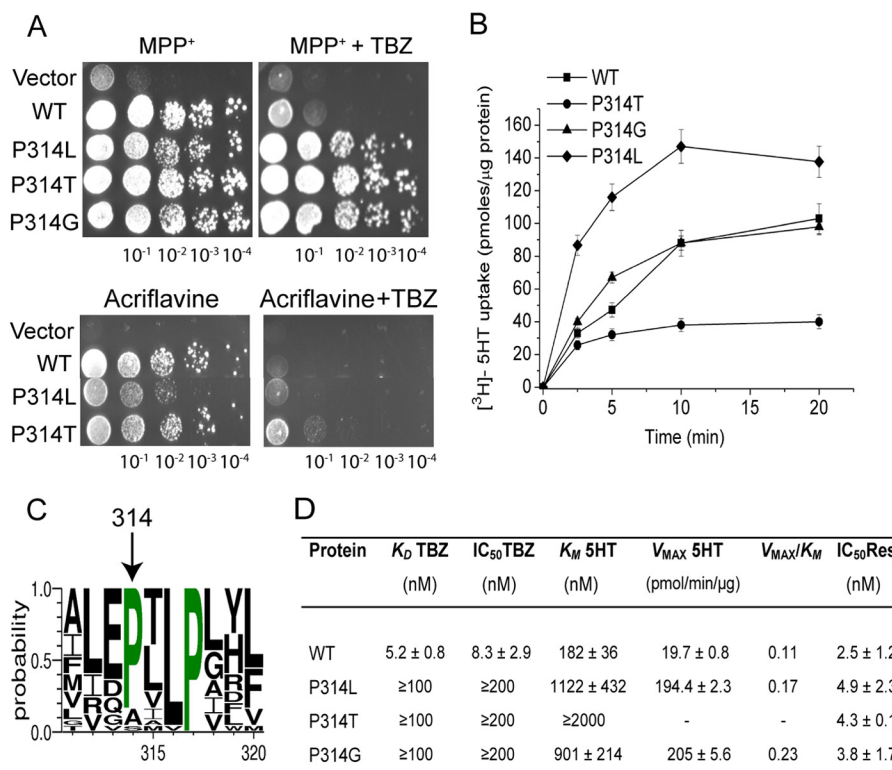 A
MPP+
MPP+ + TBZ
Vector
WT
P314L
P314T
P314G
10-1 10-2 10-3 10-4
10-1 10-2 10-3 10-4
Acriflavine
Acriflavine+TBZ
Vector
WT
P314L
P314T
10-1 10-2 10-3 10-4
10-1 10-2 10-3 10-4
B
WT
P314T
P314G
P314L
[3H]- 5HT uptake (pmoles/µg protein)
160
140
120
100
80
60
40
20
0
0 5 10 15 20
Time (min)
C
314
probability
1.0
0.5
0.0
315 320
D
Protein KD TBZ IC50TBZ KM 5HT VMAX 5HT VMAX/KM IC50Res
(nM) (nM) (nM) (pmol/min/µg) (nM)
WT 5.2 ± 0.8 8.3 ± 2.9 182 ± 36 19.7 ± 0.8 0.11 2.5 ± 1.2
P314L ≥100 ≥200 1122 ± 432 194.4 ± 2.3 0.17 4.9 ± 2.3
P314T ≥100 ≥200 ≥2000 - - 4.3 ± 0.1
P314G ≥100 ≥200 901 ± 214 205 ± 5.6 0.23 3.8 ± 1.7